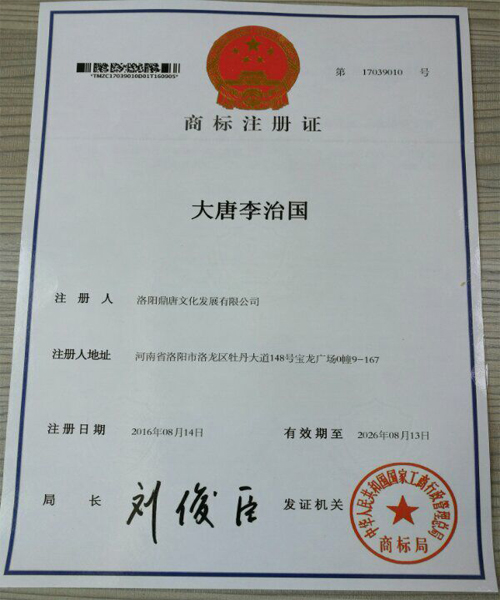 *TMZC17039010D01T160905*
第 17039010 号
商标注册证
大唐李治国
注册人 洛阳鼎唐文化发展有限公司
注册人地址 河南省洛阳市洛龙区牡丹大道148号宝龙广场0幢9-167
注册日期 2016年08月14日 有效期至 2026年08月13日
局长 刘俊臣 发证机关
中华人民共和国国家工商行政管理总局
商标局